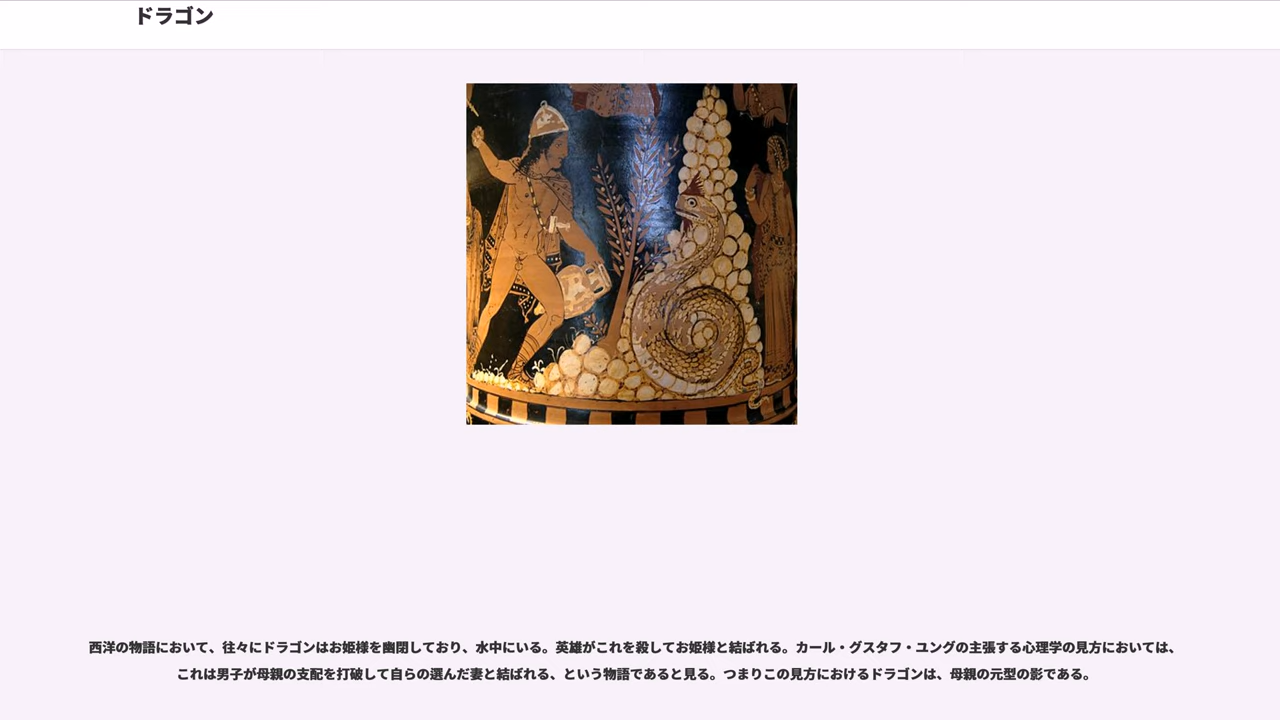 ドラゴン
西洋の物語において、往々にドラゴンはお姫様を幽閉しており、水中にいる。英雄がこれを殺してお姫様と結ばれる。カール・グスタフ・ユングの主張する心理学の見方においては、
これは男子が母親の支配を打破して自らの選んだ妻と結ばれる、という物語であると見る。つまりこの見方におけるドラゴンは、母親の元型の影である。